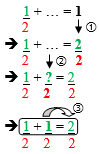 1/2 + ... = 1
①
➔ 1/2 + ... = 2/2
②
➔ 1/2 + ?/2 = 2/2
③
➔ 1/2 + 1/2 = 2/2